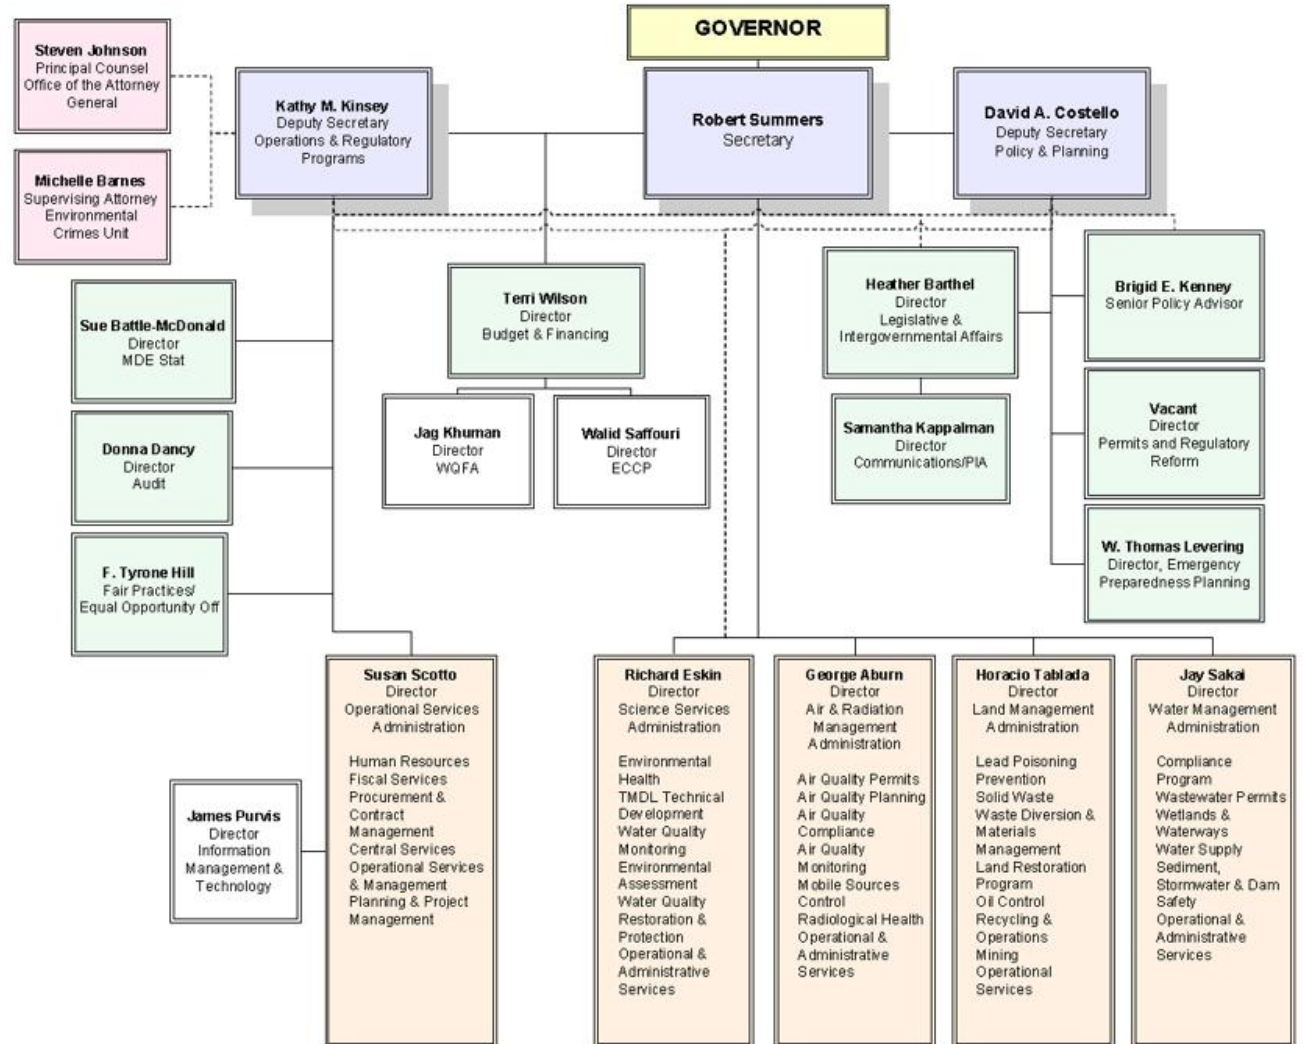 GOVERNOR
Steven Johnson
Principal Counsel
Office of the Attorney
General
Kathy M. Kinsey
Deputy Secretary
Operations & Regulatory
Programs
Robert Summers
Secretary
David A. Costello
Deputy Secretary
Policy & Planning
Michelle Barnes
Supervising Attorney
Environmental
Crimes Unit
Sue Battle-McDonald
Director
MDE Stat
Terri Wilson
Director
Budget & Financing
Heather Barthel
Director
Legislative &
Intergovernmental Affairs
Brigid E. Kenney
Senior Policy Advisor
Donna Dancy
Director
Audit
Jag Khuman
Director
WQFA
Walid Saffouri
Director
ECCP
Samantha Kappalman
Director
Communications/PIA
Vacant
Director
Permits and Regulatory
Reform
F. Tyrone Hill
Fair Practices/
Equal Opportunity Off
W. Thomas Levering
Director, Emergency
Preparedness Planning
Susan Scotto
Director
Operational Services
Administration
Human Resources
Fiscal Services
Procurement &
Contract
Management
Central Services
Operational Services
& Management
Planning & Project
Management
James Purvis
Director
Information
Management &
Technology
Richard Eskin
Director
Science Services
Administration
Environmental
Health
TMDL Technical
Development
Water Quality
Monitoring
Environmental
Assessment
Water Quality
Restoration &
Protection
Operational &
Administrative
Services
George Aburn
Director
Air & Radiation
Management
Administration
Air Quality Permits
Air Quality Planning
Air Quality
Compliance
Air Quality
Monitoring
Mobile Sources
Control
Radiological Health
Operational &
Administrative
Services
Horacio Tablada
Director
Land Management
Administration
Lead Poisoning
Prevention
Solid Waste
Waste Diversion &
Materials
Management
Land Restoration
Program
Oil Control
Recycling &
Operations
Mining
Operational
Services
Jay Sakai
Director
Water Management
Administration
Compliance
Program
Wastewater Permits
Wetlands &
Waterways
Water Supply
Sediment,
Stormwater & Dam
Safety
Operational &
Administrative
Services